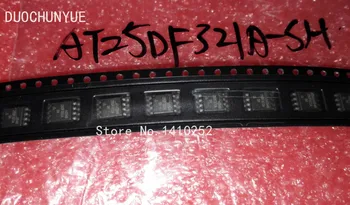 DUOCHUNYUE
AT25DF321A-SH
Store No: 1410252